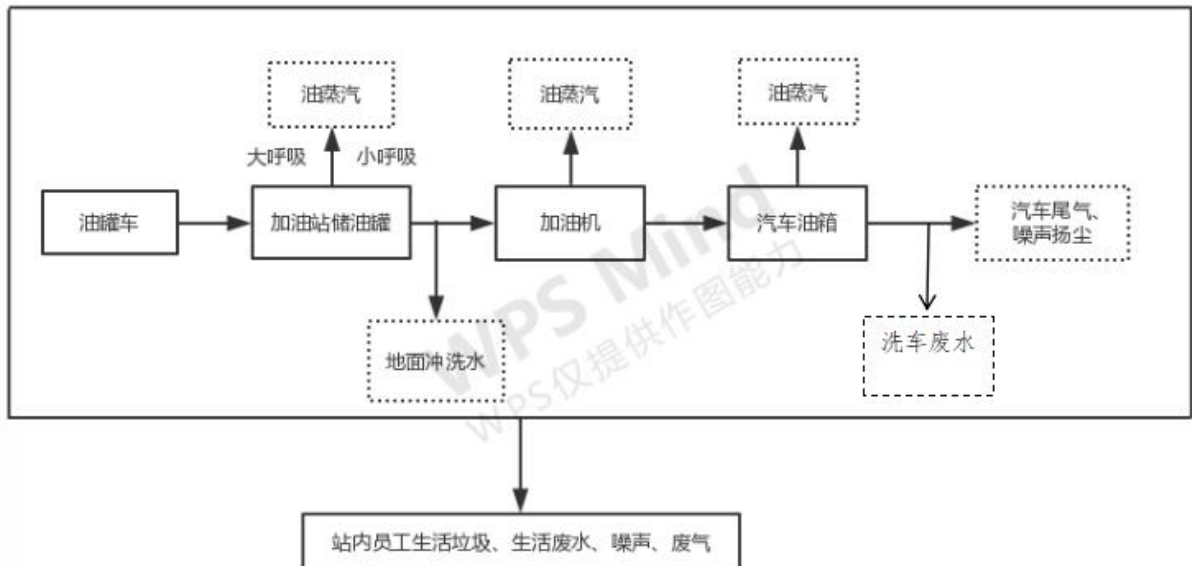 油蒸汽
油蒸汽
油蒸汽
大呼吸
小呼吸
油罐车
加油站储油罐
加油机
汽车油箱
汽车尾气、
噪声扬尘
地面冲洗水
洗车废水
WPS Mind
WPS仅提供作图能力
站内员工生活垃圾、生活废水、噪声、废气